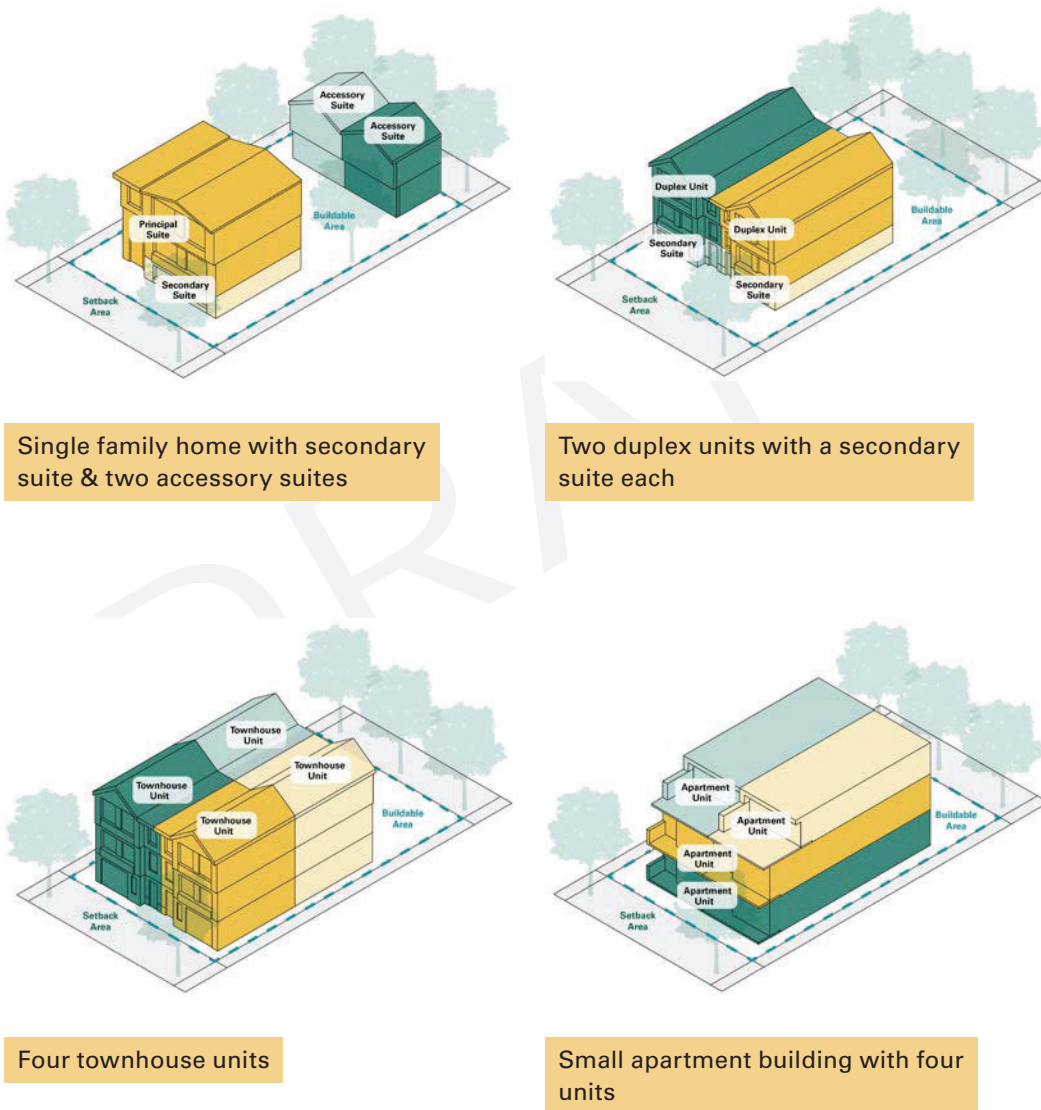 Accessory
Suite
Accessory
Suite
Principal
Suite
Buildable
Area
Secondary
Suite
Setback
Area
Single family home with secondary
suite & two accessory suites
Duplex Unit
Duplex Unit
Secondary
Suite
Secondary
Suite
Buildable
Area
Setback
Area
Two duplex units with a secondary
suite each
DRAFT
Townhouse
Unit
Townhouse
Unit
Townhouse
Unit
Townhouse
Unit
Buildable
Area
Setback
Area
Four townhouse units
Apartment
Unit
Apartment
Unit
Apartment
Unit
Apartment
Unit
Buildable
Area
Setback
Area
Small apartment building with four
units